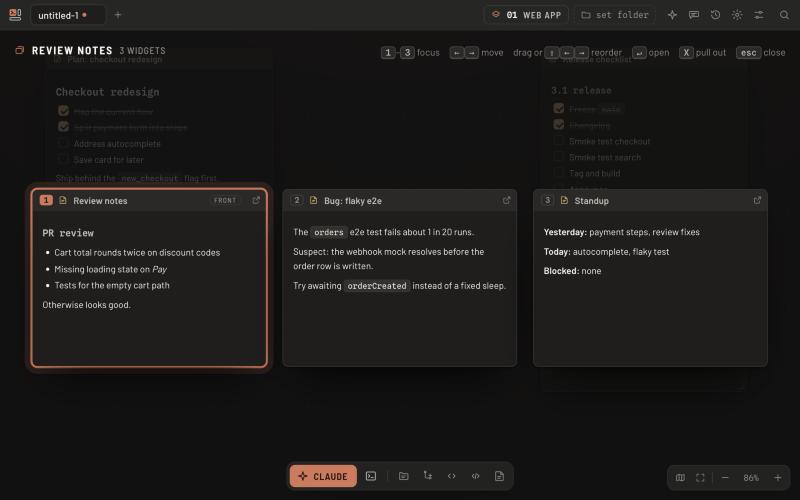 untitled-1
01 WEB APP
set folder
REVIEW NOTES 3 WIDGETS
1 – 3 focus ← → move drag or ⇧ ← → reorder ↵ open X pull out esc close
Plan: checkout redesign
Release checklist
Checkout redesign
Map the current flow
Split payment form into steps
Address autocomplete
Save card for later
Ship behind the new_checkout flag first.
3.1 release
Freeze main
Changelog
Smoke test checkout
Smoke test search
Tag and build
1 Review notes FRONT
PR review
• Cart total rounds twice on discount codes
• Missing loading state on Pay
• Tests for the empty cart path
Otherwise looks good.
2 Bug: flaky e2e
The orders e2e test fails about 1 in 20 runs.
Suspect: the webhook mock resolves before the
order row is written.
Try awaiting orderCreated instead of a fixed sleep.
3 Standup
Yesterday: payment steps, review fixes
Today: autocomplete, flaky test
Blocked: none
CLAUDE
86%